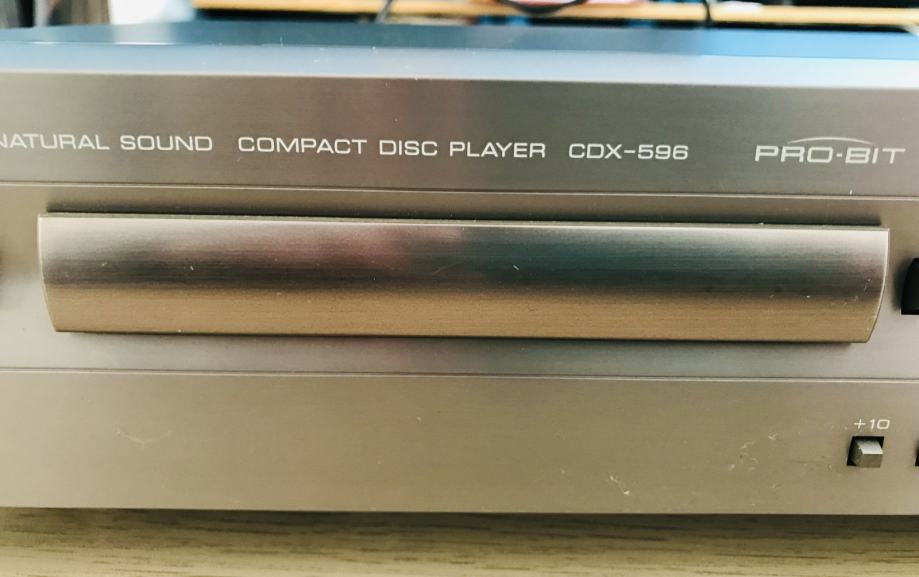 NATURAL SOUND COMPACT DISC PLAYER CDX-596 PRO-BIT
+10